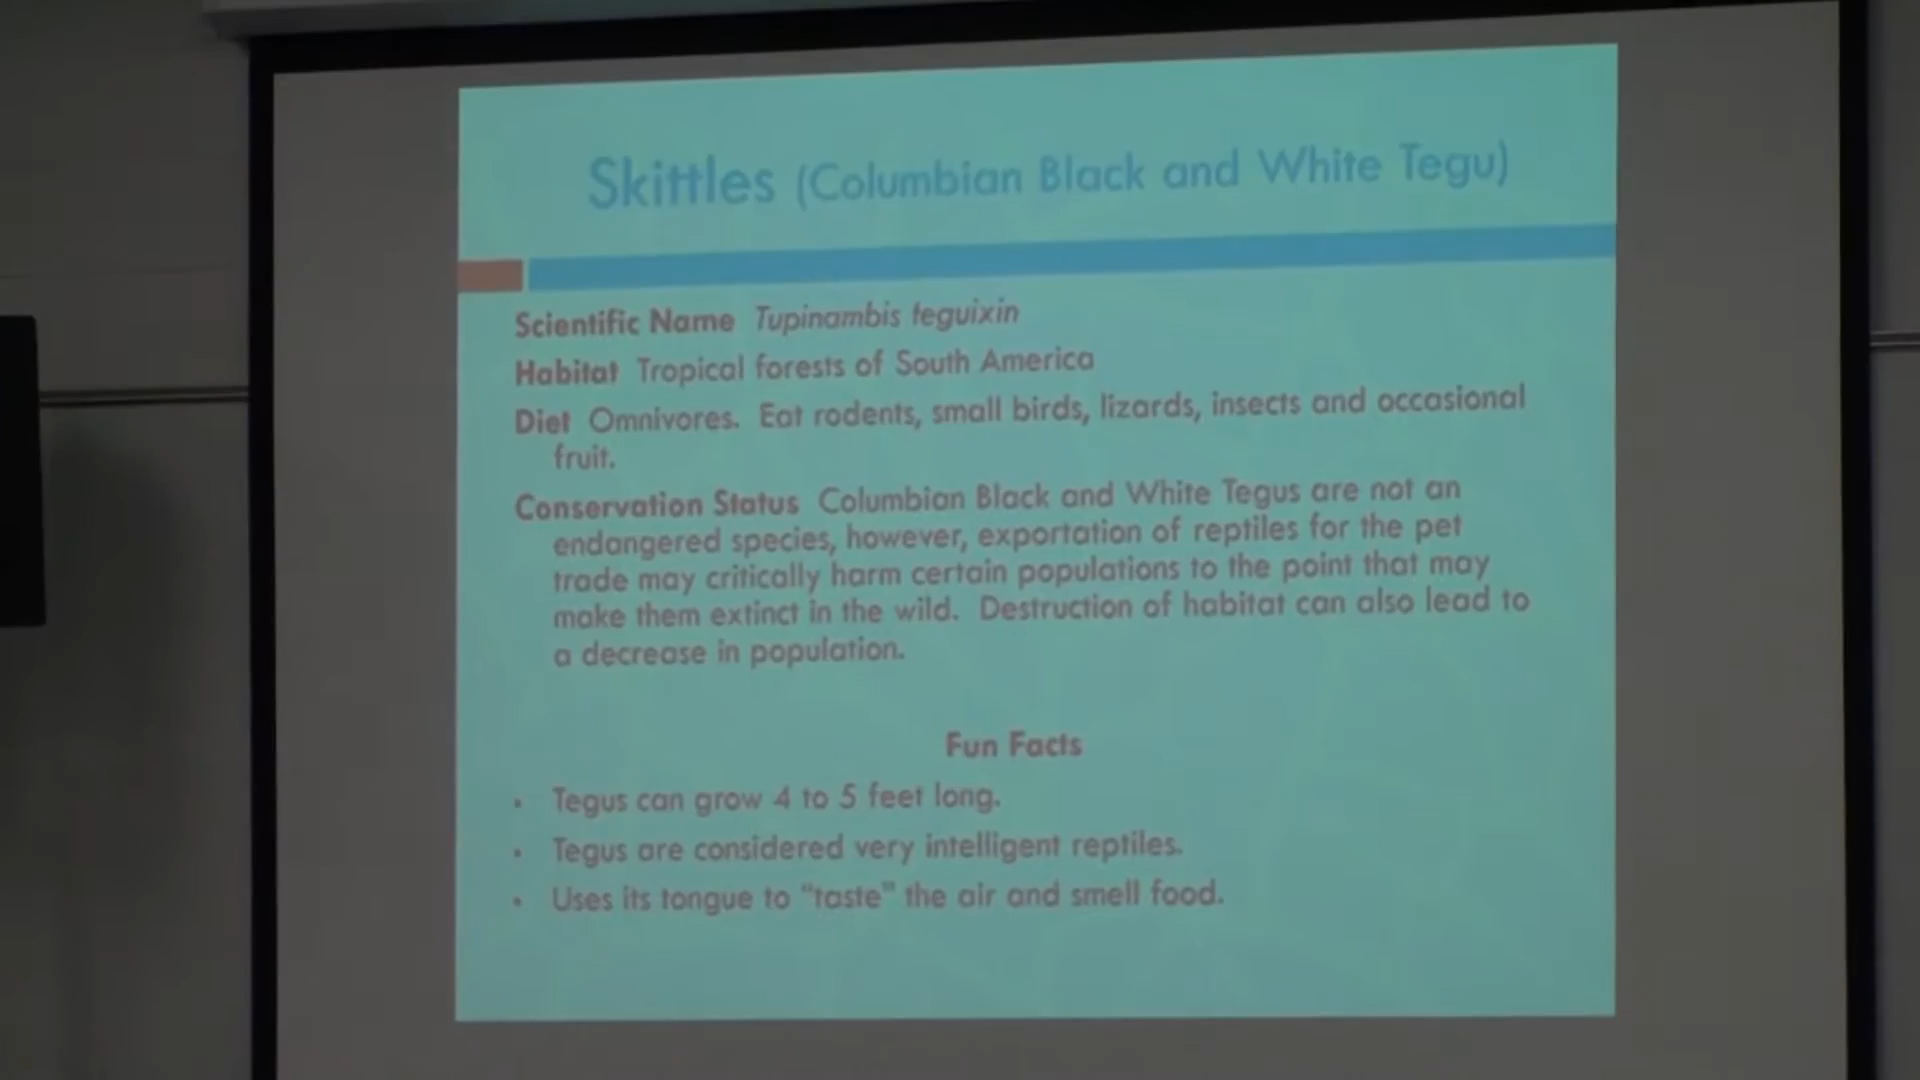 Skittles (Columbian Black and White Tegu)
Scientific Name Tupinambis teguixin
Habitat Tropical forests of South America
Diet Omnivores. Eat rodents, small birds, lizards, insects and occasional
fruit.
Conservation Status Columbian Black and White Tegus are not an
endangered species, however, exportation of reptiles for the pet
trade may critically harm certain populations to the point that may
make them extinct in the wild. Destruction of habitat can also lead to
a decrease in population.
Fun Facts
• Tegus can grow 4 to 5 feet long.
• Tegus are considered very intelligent reptiles.
• Uses its tongue to "taste" the air and smell food.